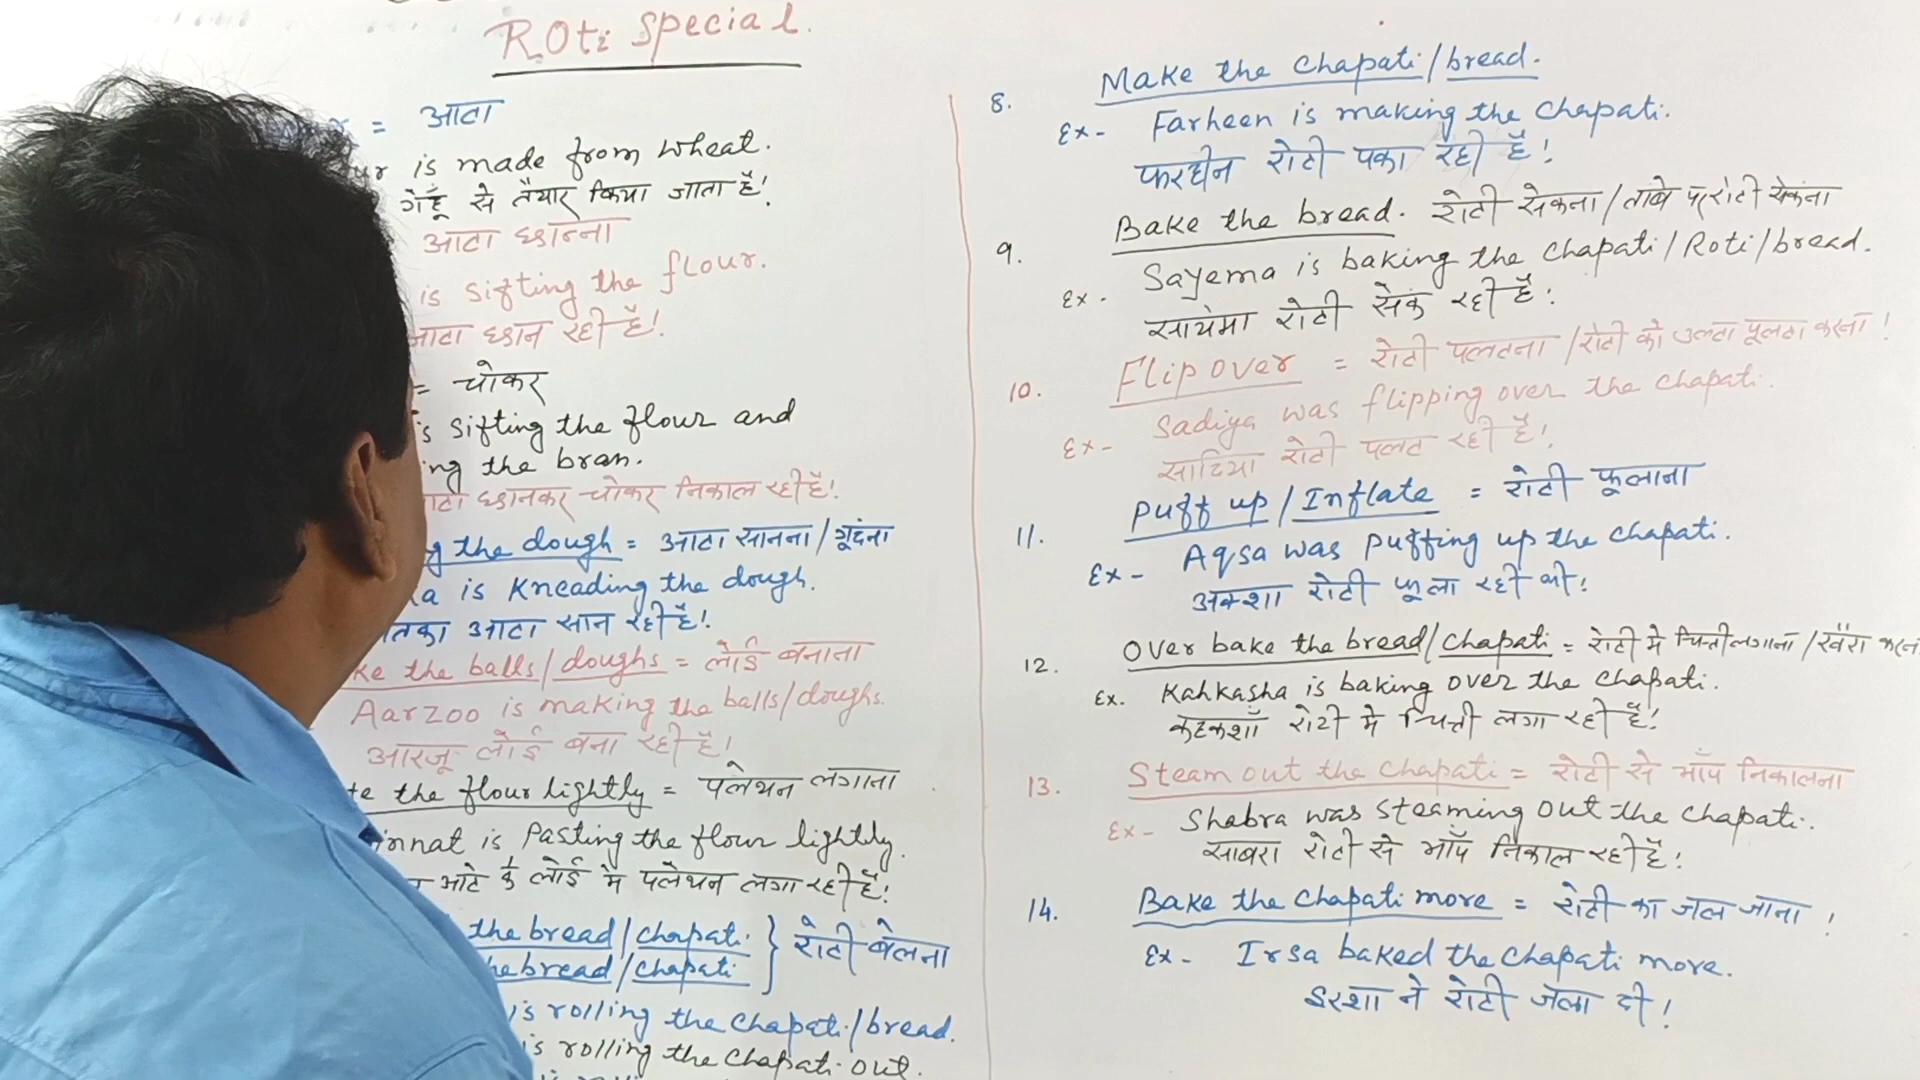 Roti Special.
= आटा
is made from wheat.
गेहूँ से तैयार किया जाता है!
आटा छानना
is sifting the flour.
आटा छान रही है!
= चोकर
is sifting the flour and
the bran.
छानकर चोकर निकाल रही है!
the dough = आटा सानना/गूंदना
is Kneading the dough.
आटा सान रही है!
the balls/doughs = लोई बनाना
Aarzoo is making the balls/doughs.
आरजू लोई बना रही है!
the flour lightly = पलेथन लगाना
is Pasting the flour lightly.
के लोई में पलेथन लगा रही है!
the bread/chapati } रोटी बेलना
the bread/chapati
is rolling the chapati/bread.
is rolling the chapati out.
8. Make the chapati/bread.
Ex- Farheen is making the chapati.
फरहीन रोटी पका रही है!
9. Bake the bread. रोटी सेकना/तावे पर रोटी सेकना
Ex. Sayema is baking the chapati/Roti/bread.
सायमा रोटी सेक रही है!
10. Flip over = रोटी पलटना/रोटी को उलटा पूलटा करना!
Ex- Sadiya was flipping over the chapati.
सादिया रोटी पलट रही है!
11. Puff up/Inflate = रोटी फूलाना
Ex- Aqsa was puffing up the chapati.
अक्शा रोटी फूला रही थी!
12. Over bake the bread/chapati = रोटी मे चित्ती लगाना/
Ex. Kahkasha is baking over the chapati.
कहकशाँ रोटी मे चित्ती लगा रही है!
13. Steam out the chapati = रोटी से भाँप निकालना
Ex- Shabra was steaming out the chapati.
साबरा रोटी से भाँप निकाल रही है!
14. Bake the chapati more = रोटी का जल जाना!
Ex- Irsa baked the chapati more.
इरशा ने रोटी जला दी!